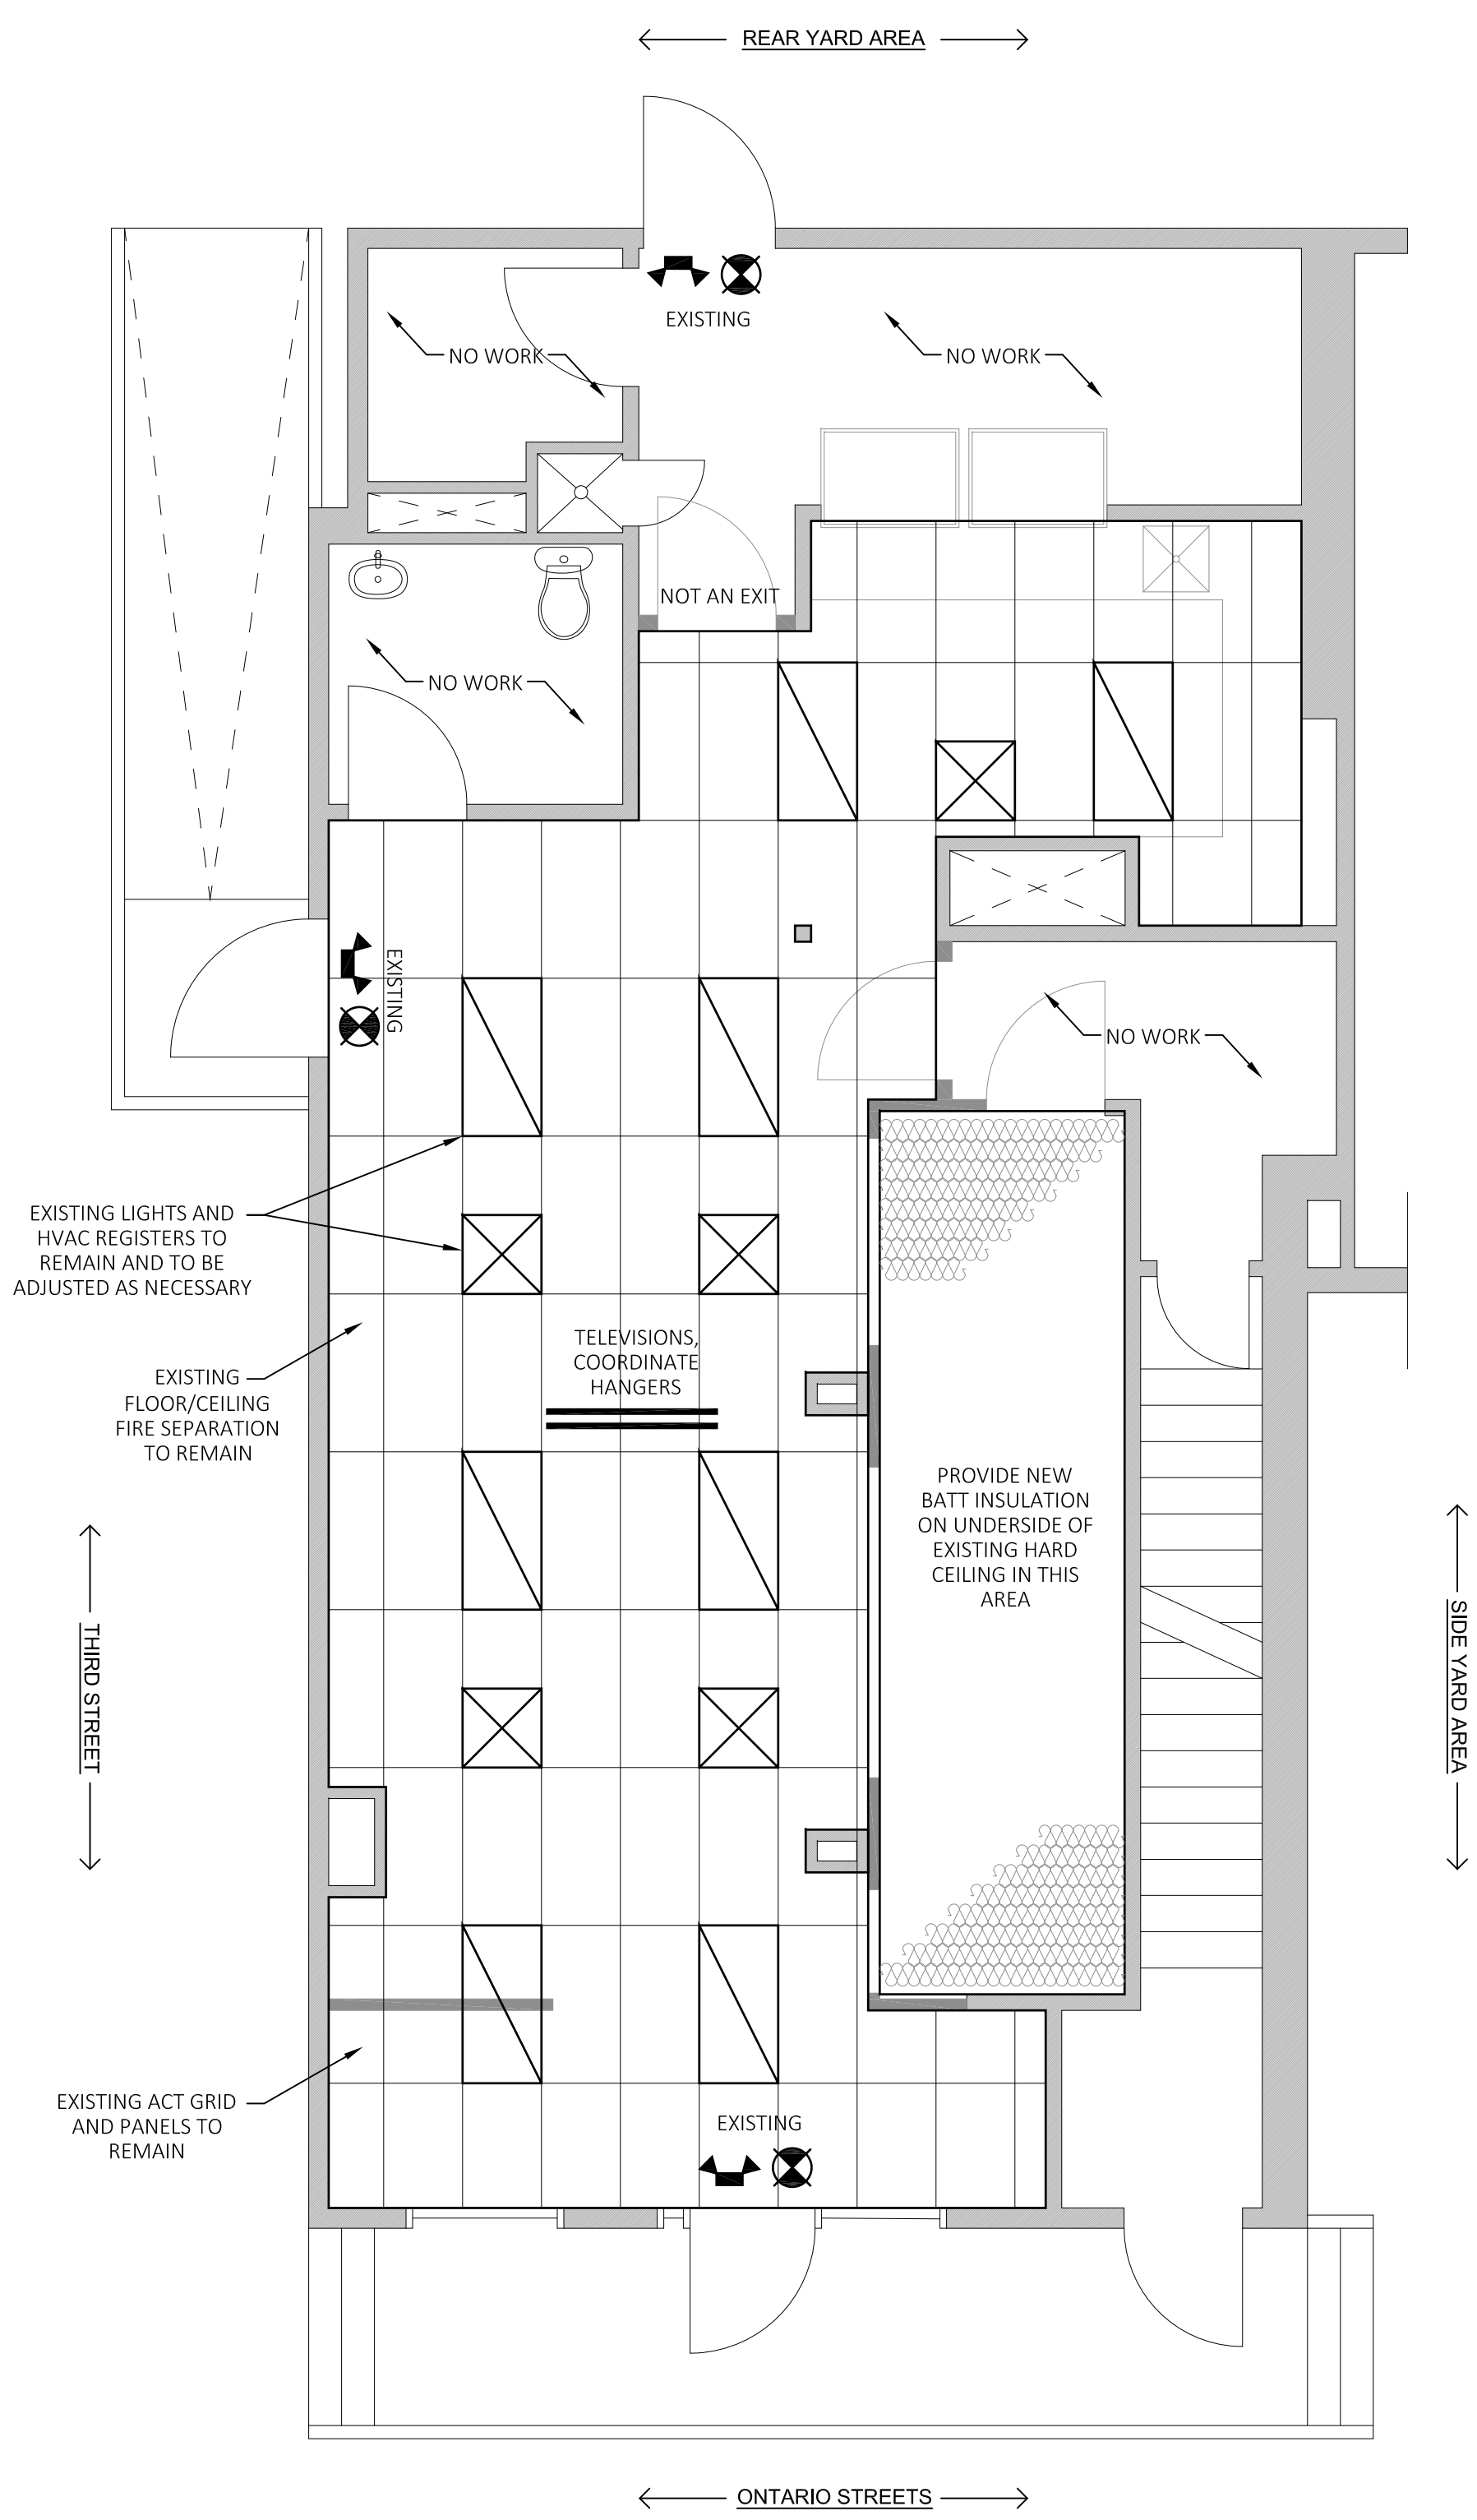 REAR YARD AREA
EXISTING
NO WORK
NO WORK
NOT AN EXIT
NO WORK
EXISTING
NO WORK
EXISTING LIGHTS AND
HVAC REGISTERS TO
REMAIN AND TO BE
ADJUSTED AS NECESSARY
TELEVISIONS,
COORDINATE
HANGERS
EXISTING
FLOOR/CEILING
FIRE SEPARATION
TO REMAIN
PROVIDE NEW
BATT INSULATION
ON UNDERSIDE OF
EXISTING HARD
CEILING IN THIS
AREA
THIRD STREET
SIDE YARD AREA
EXISTING ACT GRID
AND PANELS TO
REMAIN
EXISTING
ONTARIO STREETS